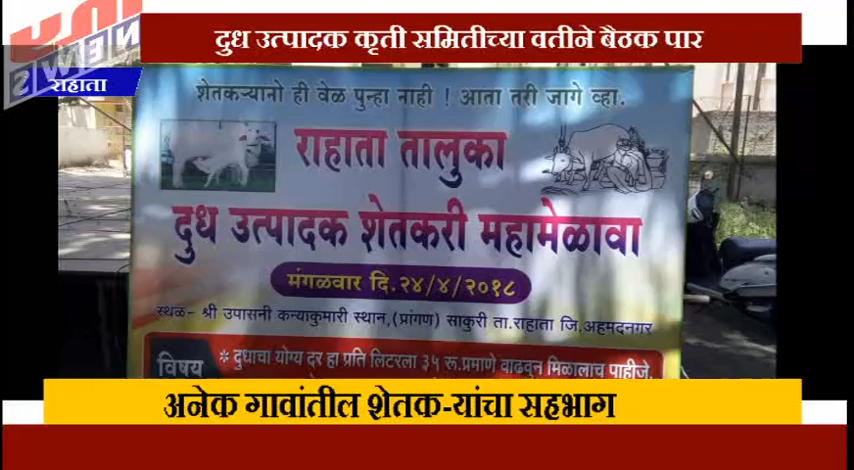 दुध उत्पादक कृती समितीच्या वतीने बैठक पार
NEWS
राहाता
शेतकऱ्यानो ही वेळ पुन्हा नाही ! आता तरी जागे व्हा.
राहाता तालुका
दुध उत्पादक शेतकरी महामेळावा
मंगळवार दि.२४/४/२०१८
स्थळ- श्री उपासनी कन्याकुमारी स्थान,(प्रांगण) साकुरी ता.राहाता जि.अहमदनगर
विषय * दुधाचा योग्य दर हा प्रति लिटरला ३५ रू.प्रमाणे वाढवुन मिळालाच पाहीजे.
अनेक गावांतील शेतक-यांचा सहभाग